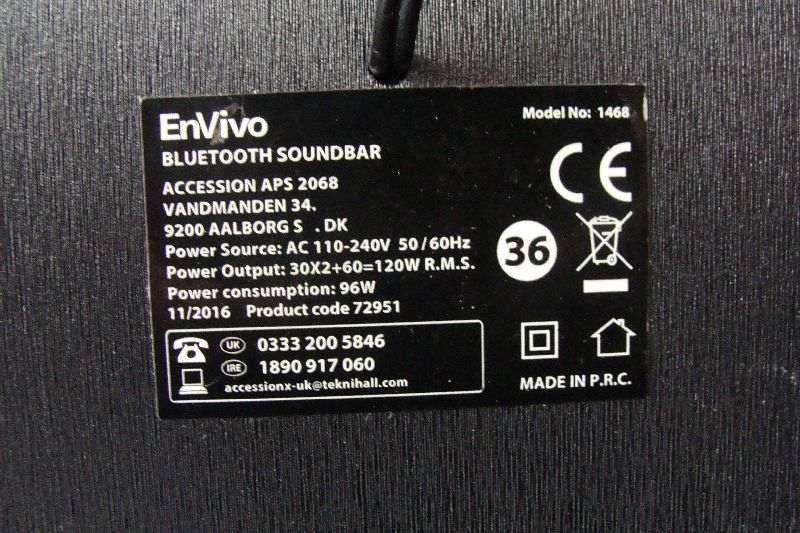 EnVivo
Model No: 1468
BLUETOOTH SOUNDBAR
CE
ACCESSION APS 2068
VANDMANDEN 34.
9200 AALBORG S . DK
Power Source: AC 110-240V 50/60Hz
36
Power Output: 30X2+60=120W R.M.S.
Power consumption: 96W
11/2016 Product code 72951
UK 0333 200 5846
IRE 1890 917 060
accessionx-uk@teknihall.com
MADE IN P.R.C.